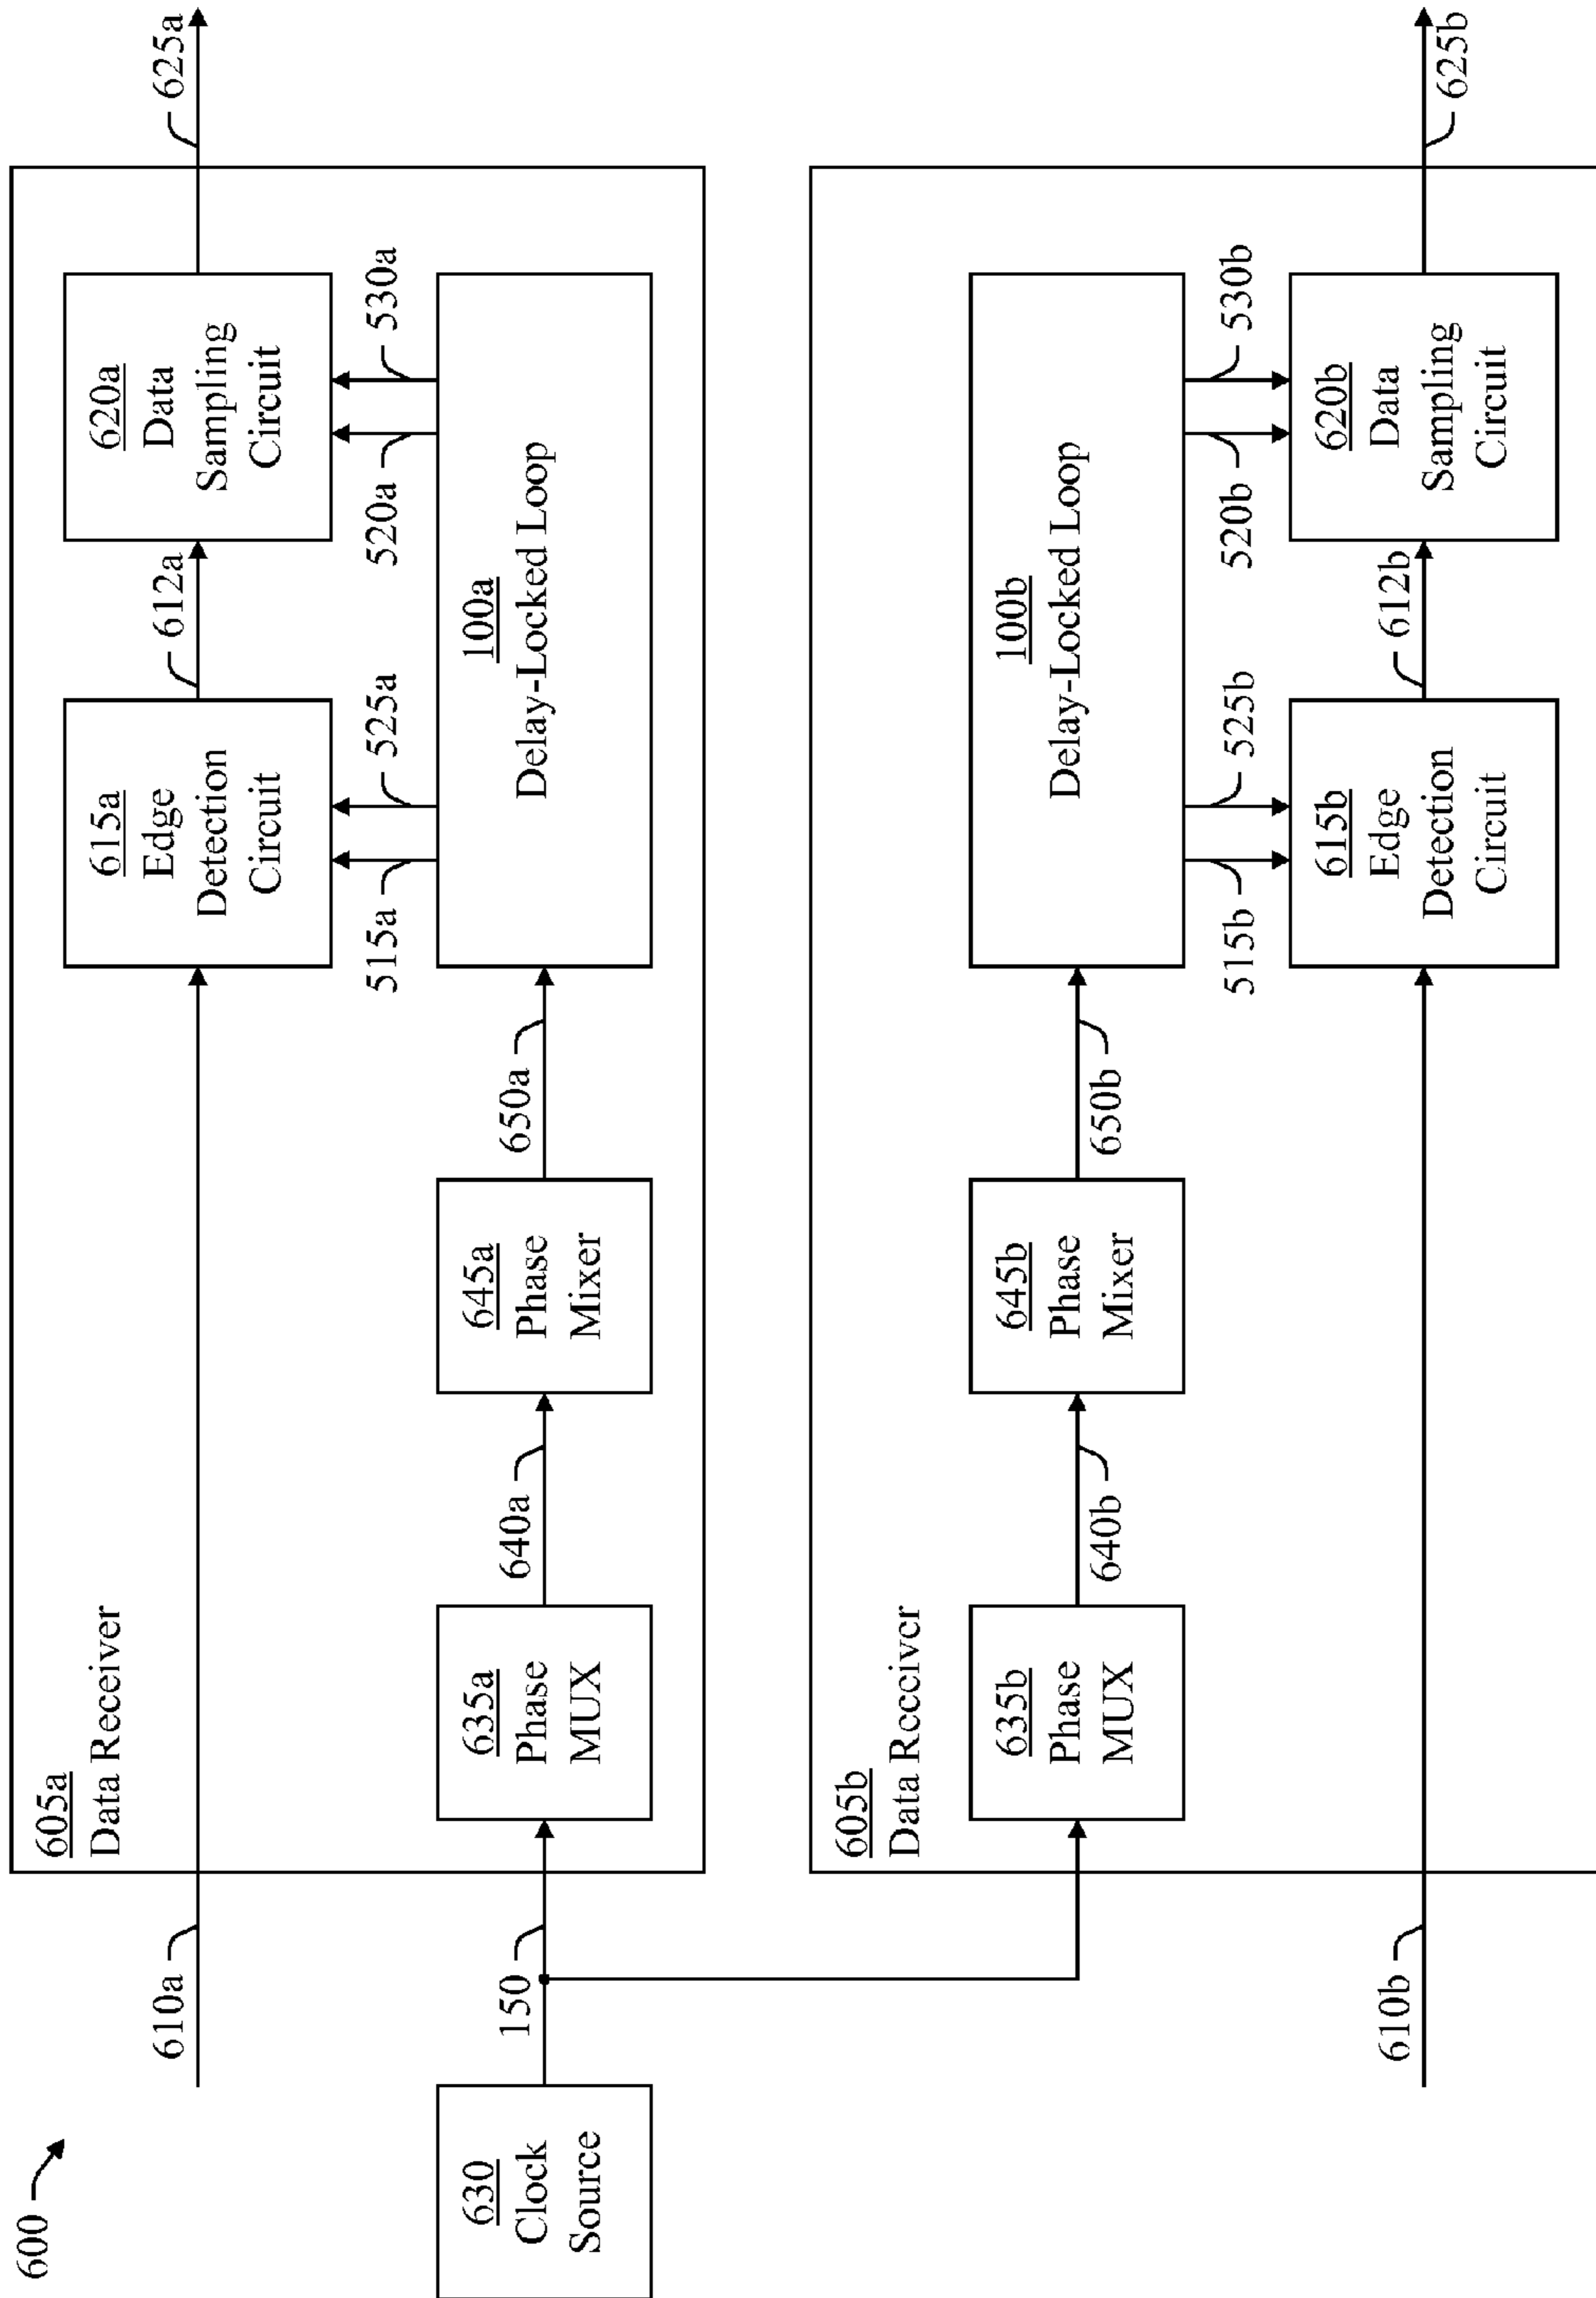 600
610a
605a
Data Receiver
615a
Edge
Detection
Circuit
612a
620a
Data
Sampling
Circuit
625a
515a
525a
520a
530a
630
Clock
Source
150
635a
Phase
MUX
640a
645a
Phase
Mixer
650a
100a
Delay-Locked Loop
605b
Data Receiver
635b
Phase
MUX
640b
645b
Phase
Mixer
650b
100b
Delay-Locked Loop
515b
525b
520b
530b
610b
615b
Edge
Detection
Circuit
612b
620b
Data
Sampling
Circuit
625b